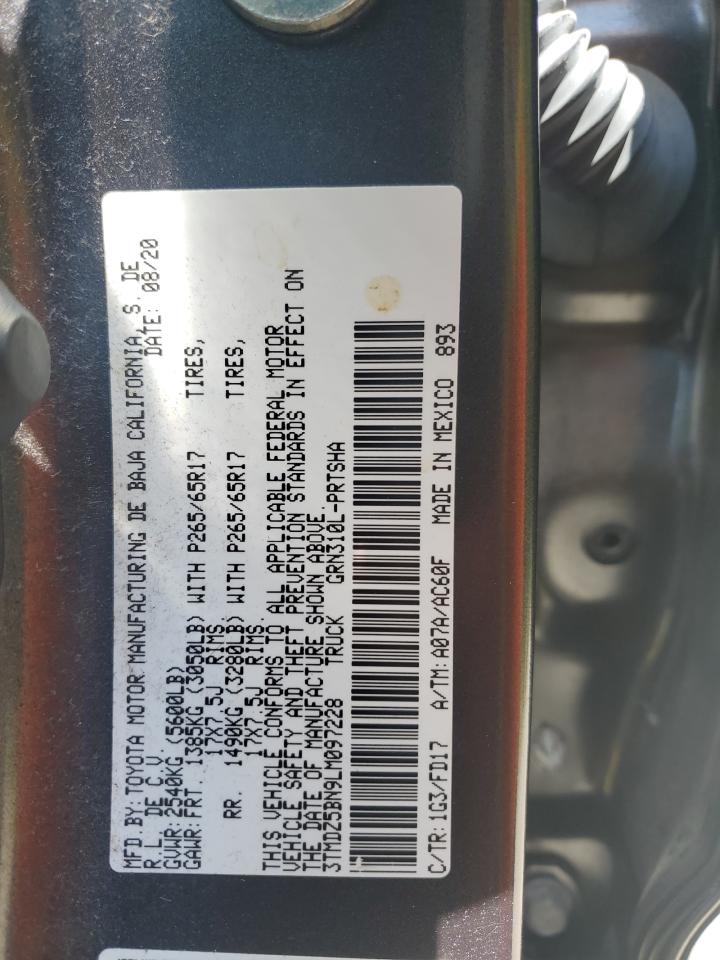 MFD BY: TOYOTA MOTOR MANUFACTURING DE BAJA CALIFORNIA, S. DE
R. L. DE C. V. DATE: 08/20
GVWR: 2540KG (5600LB)
GAWR: FRT. 1385KG (3050LB) WITH P265/65R17 TIRES,
17X7.5J RIMS.
RR. 1490KG (3280LB) WITH P265/65R17 TIRES,
17X7.5J RIMS.
THIS VEHICLE CONFORMS TO ALL APPLICABLE FEDERAL MOTOR
VEHICLE SAFETY AND THEFT PREVENTION STANDARDS IN EFFECT ON
THE DATE OF MANUFACTURE SHOWN ABOVE.
3TMDZ5BN9LM097228 TRUCK GRN310L-PRTSHA
C/TR: 1G3/FD17 A/TM: A07A/AC60F MADE IN MEXICO 893